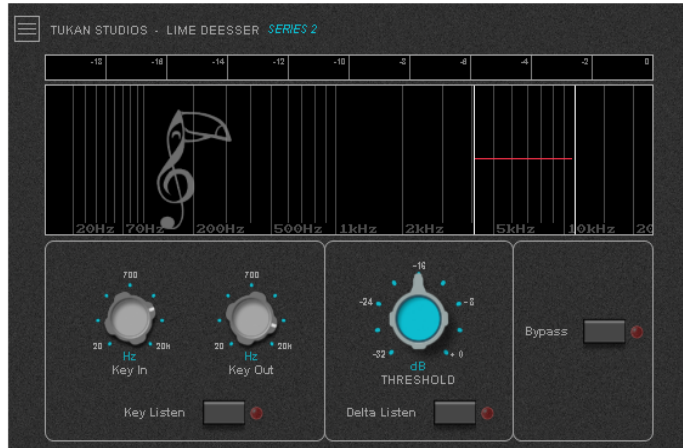 TUKAN STUDIOS - LIME DEESSER SERIES 2
-18 -16 -14 -12 -10 -8 -6 -4 -2 0
20Hz 70Hz 200Hz 500Hz 1kHz 2kHz 5kHz 10kHz 20
700 700 -16
-24 -8
20 20k 20 20k -32 + 0
Hz Hz dB
Key In Key Out THRESHOLD
Bypass
Key Listen Delta Listen